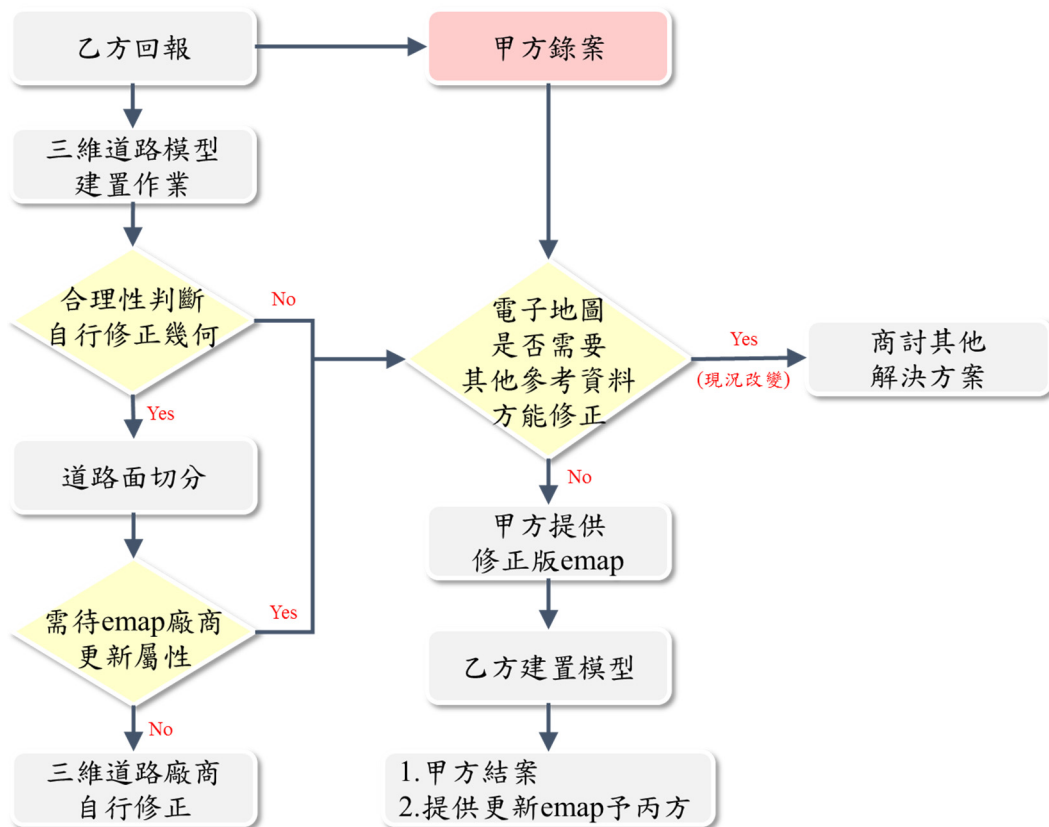 乙方回報
甲方錄案
三維道路模型
建置作業
合理性判斷
自行修正幾何
No
電子地圖
是否需要
其他參考資料
方能修正
Yes
(現況改變)
商討其他
解決方案
Yes
道路面切分
No
甲方提供
修正版emap
需待emap廠商
更新屬性
Yes
乙方建置模型
No
三維道路廠商
自行修正
1.甲方結案
2.提供更新emap予丙方